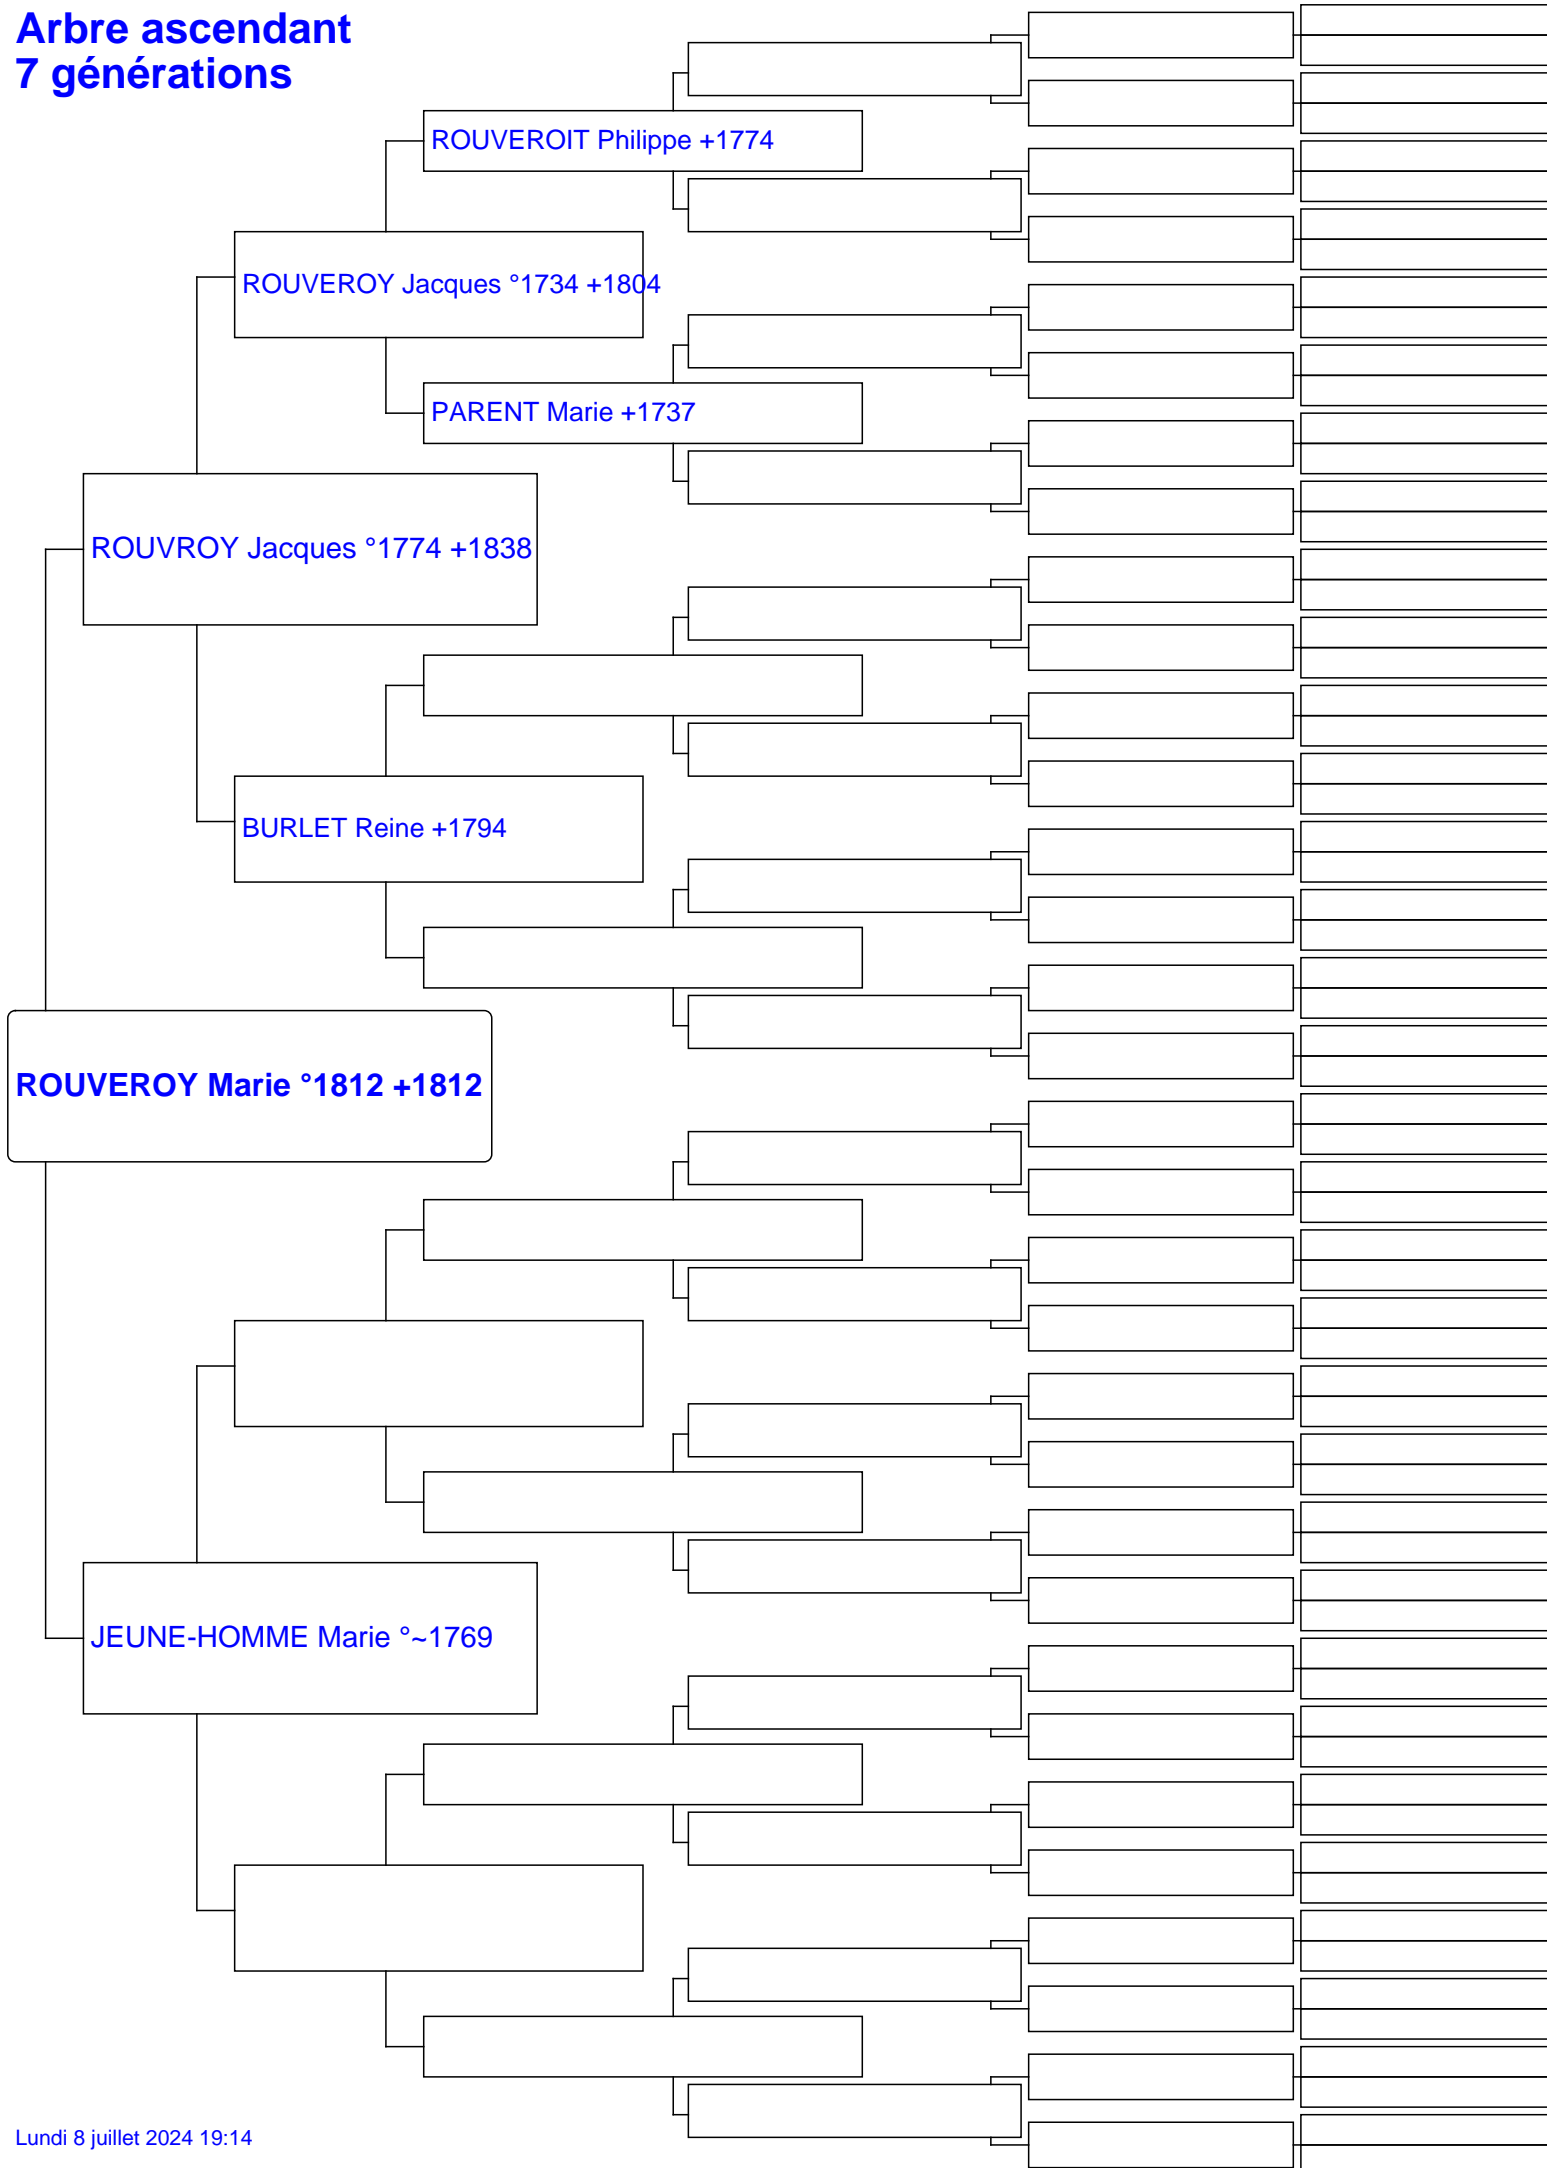 Arbre ascendant
7 générations
ROUVEROIT Philippe +1774
ROUVEROY Jacques °1734 +1804
PARENT Marie +1737
ROUVROY Jacques °1774 +1838
BURLET Reine +1794
ROUVEROY Marie °1812 +1812
JEUNE-HOMME Marie °~1769
Lundi 8 juillet 2024 19:14